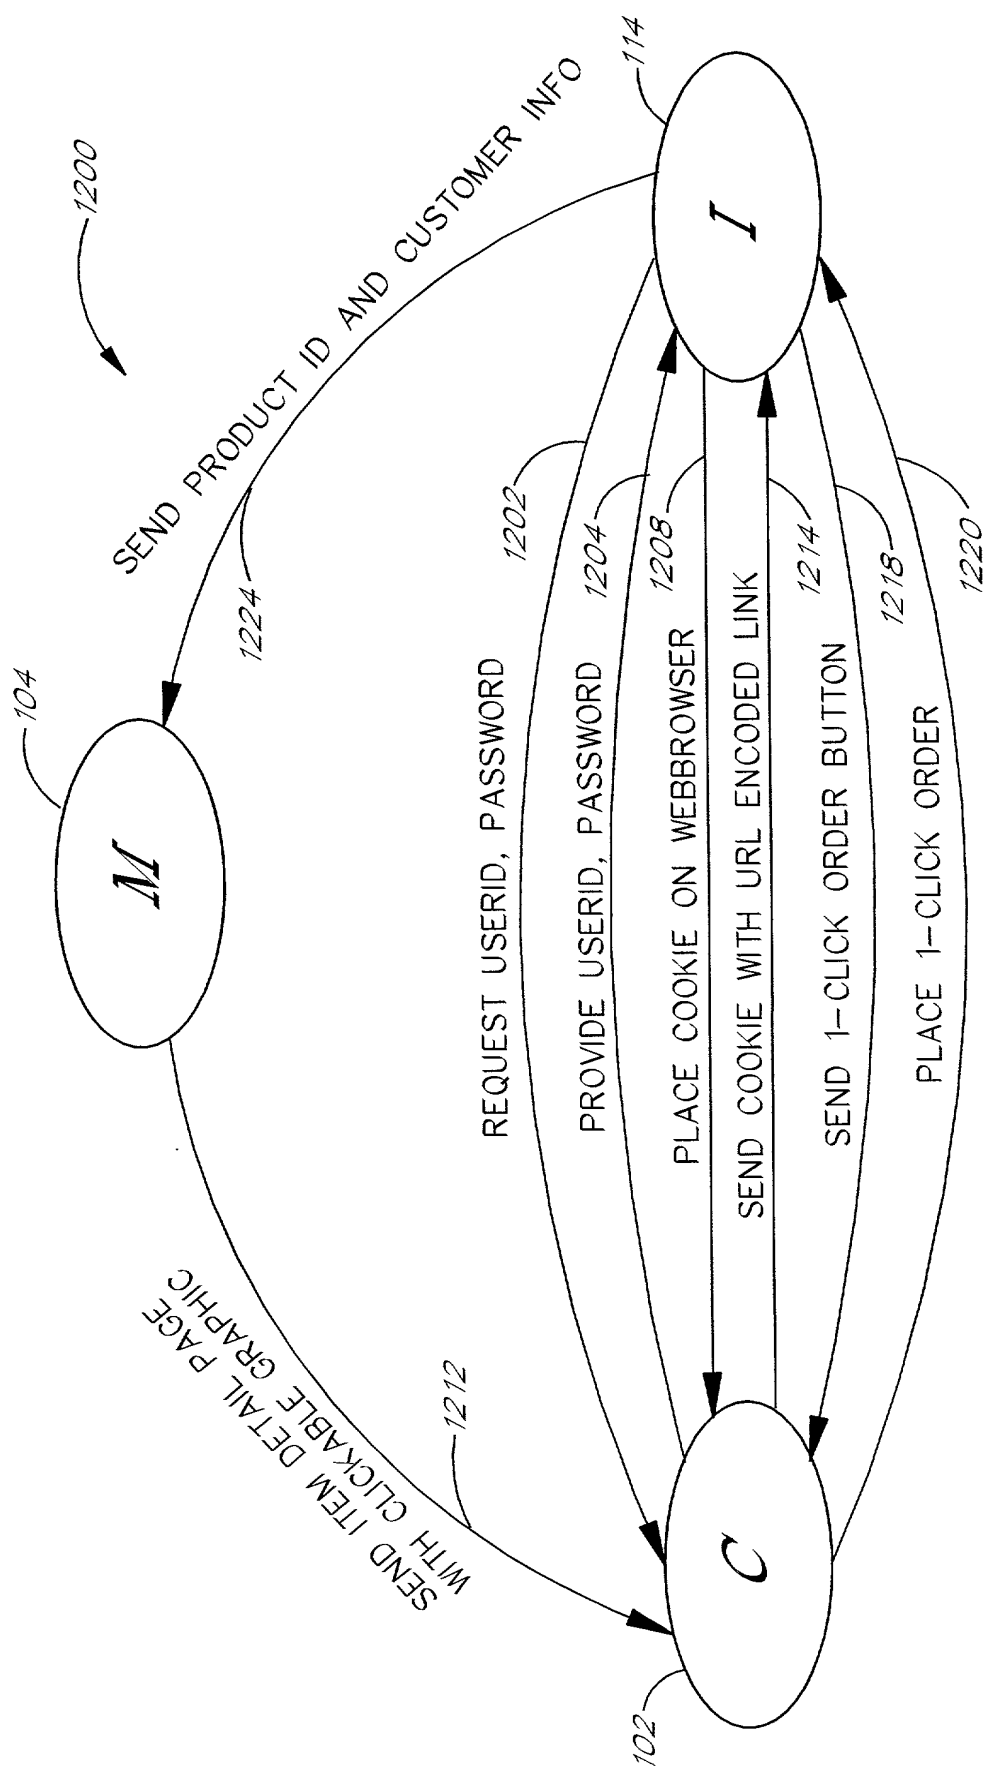 1200
104
M
SEND PRODUCT ID AND CUSTOMER INFO
1224
SEND ITEM DETAIL PAGE
WITH CLICKABLE GRAPHIC
1212
114
I
102
C
REQUEST USERID, PASSWORD
1202
PROVIDE USERID, PASSWORD
1204
PLACE COOKIE ON WEBBROWSER
1208
SEND COOKIE WITH URL ENCODED LINK
1214
SEND 1-CLICK ORDER BUTTON
1218
PLACE 1-CLICK ORDER
1220